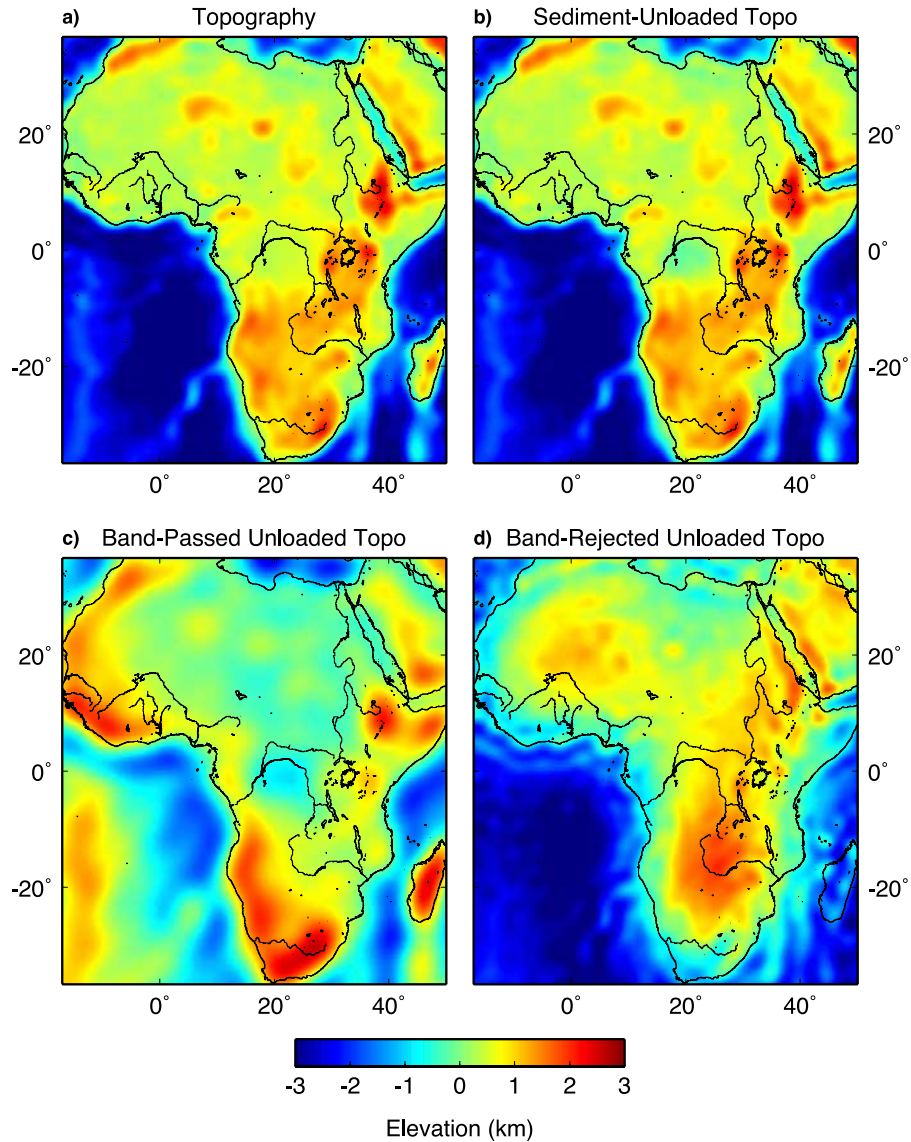 a) Topography
b) Sediment-Unloaded Topo
20˚
0˚
-20˚
20˚
0˚
-20˚
0˚ 20˚ 40˚
0˚ 20˚ 40˚
c) Band-Passed Unloaded Topo
d) Band-Rejected Unloaded Topo
20˚
0˚
-20˚
20˚
0˚
-20˚
0˚ 20˚ 40˚
0˚ 20˚ 40˚
-3 -2 -1 0 1 2 3
Elevation (km)